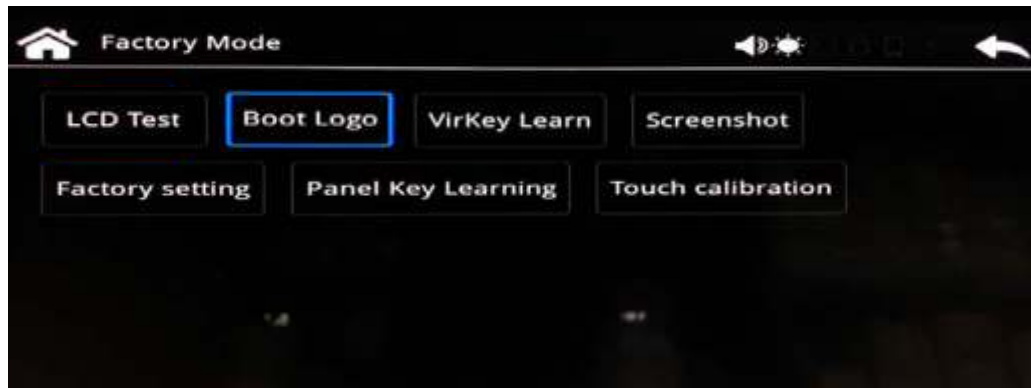 Factory Mode
LCD Test Boot Logo VirKey Learn Screenshot
Factory setting Panel Key Learning Touch calibration